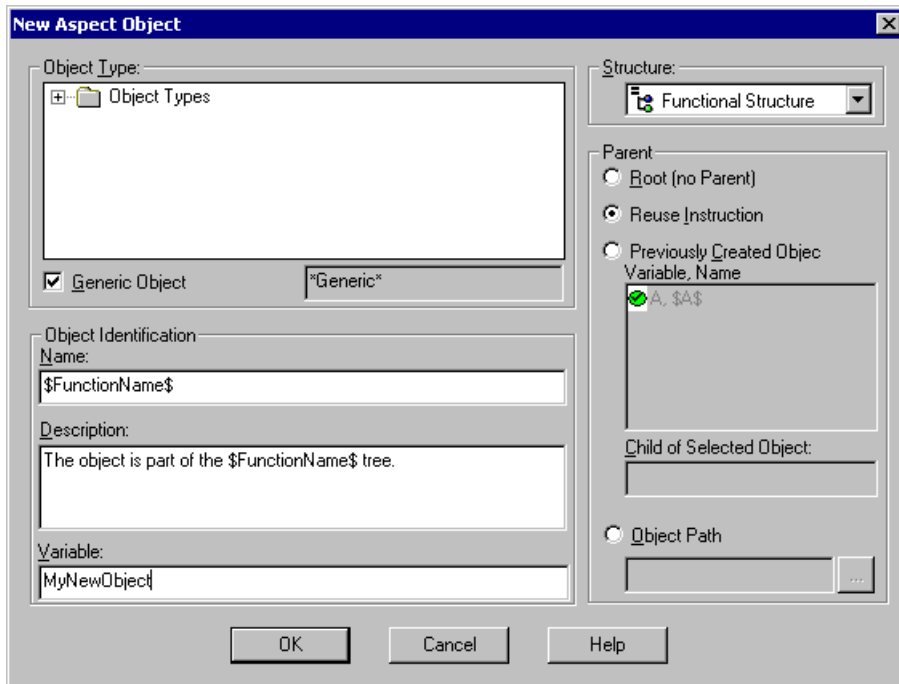 New Aspect Object
Object Type:
Object Types
Generic Object
*Generic*
Object Identification
Name:
$FunctionName$
Description:
The object is part of the $FunctionName$ tree.
Variable:
MyNewObject
Structure:
Functional Structure
Parent
Root (no Parent)
Reuse Instruction
Previously Created Objec
Variable, Name
A, $A$
Child of Selected Object:
Object Path
...
OK
Cancel
Help